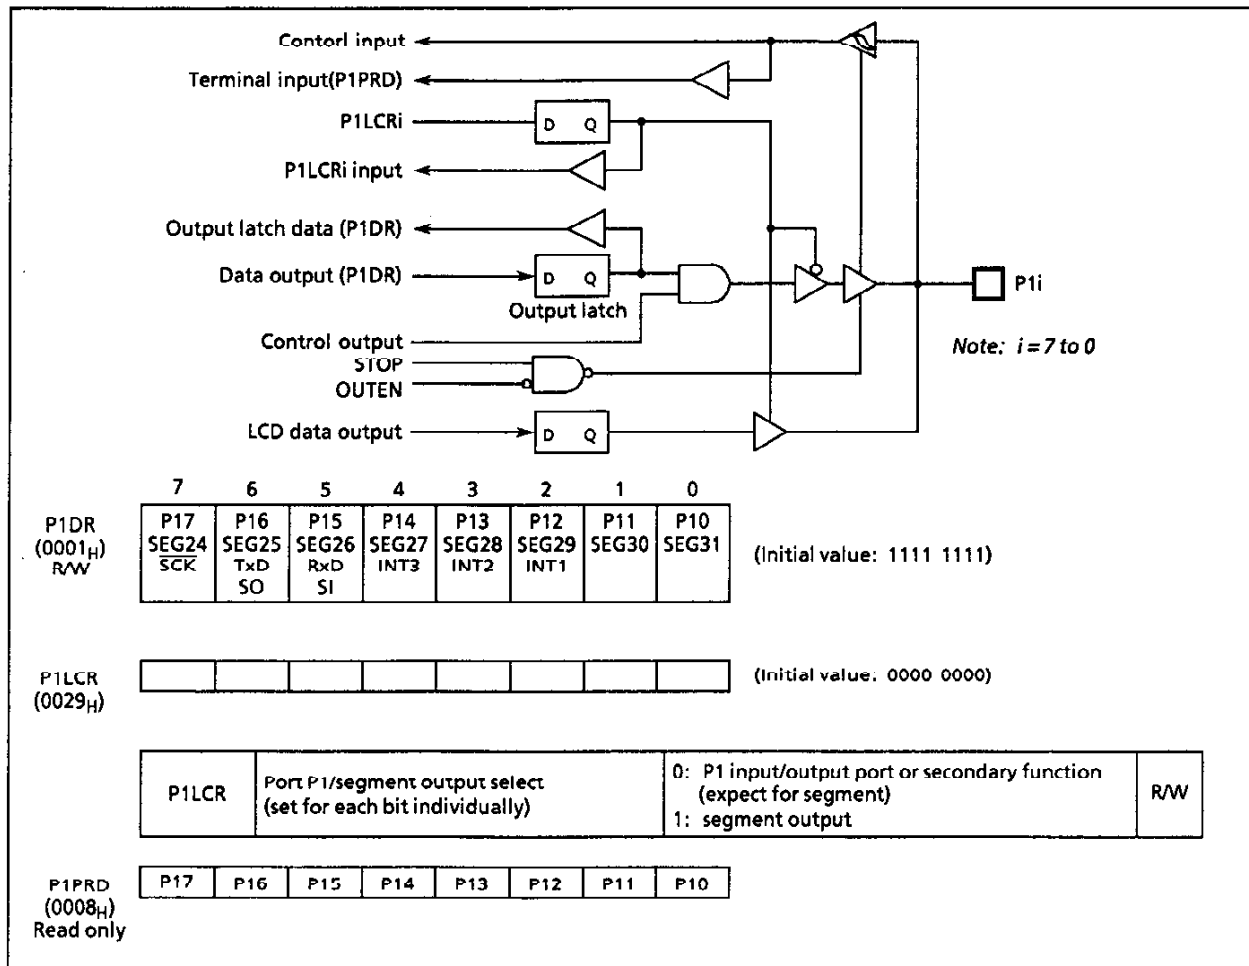 Contorl input
Terminal input(P1PRD)
P1LCRi
D Q
P1LCRi input
Output latch data (P1DR)
Data output (P1DR)
D Q
Output latch
P1i
Control output
Note: i = 7 to 0
STOP
OUTEN
LCD data output
D Q
7 6 5 4 3 2 1 0
P1DR
(0001H)
R/W
P17 P16 P15 P14 P13 P12 P11 P10
SEG24 SEG25 SEG26 SEG27 SEG28 SEG29 SEG30 SEG31
SCK TxD RxD INT3 INT2 INT1
SO SI
(Initial value: 1111 1111)
P1LCR
(0029H)
(Initial value: 0000 0000)
P1LCR
Port P1/segment output select
(set for each bit individually)
0: P1 input/output port or secondary function
(expect for segment)
1: segment output
R/W
P1PRD
(0008H)
Read only
P17 P16 P15 P14 P13 P12 P11 P10